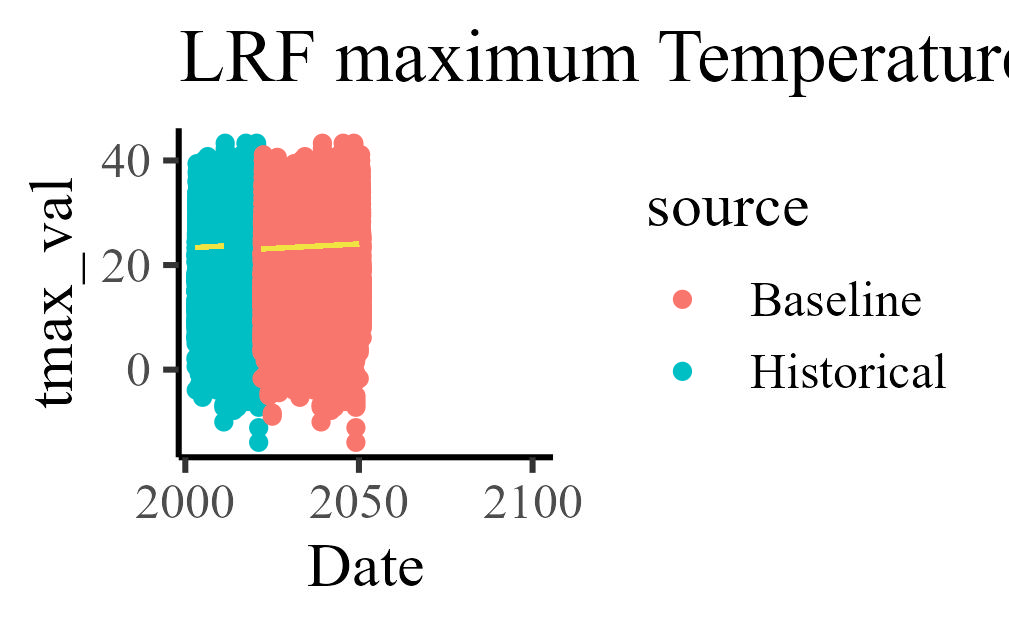 LRF maximum Temperature
tmax_val
40
20
0
2000 2050 2100
Date
source
Baseline
Historical